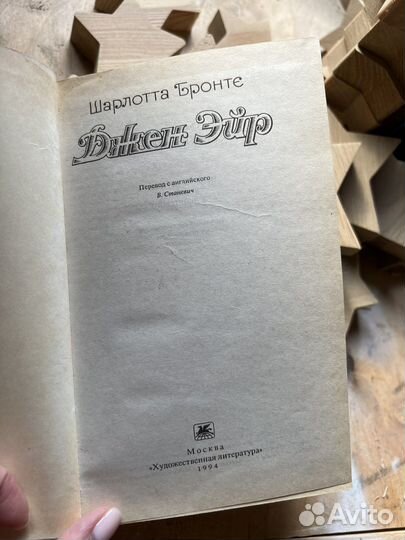 Шарлотта Бронте
Джен Эйр
Перевод с английского
В. Станевич
Москва
«Художественная литература»
1994
Avito